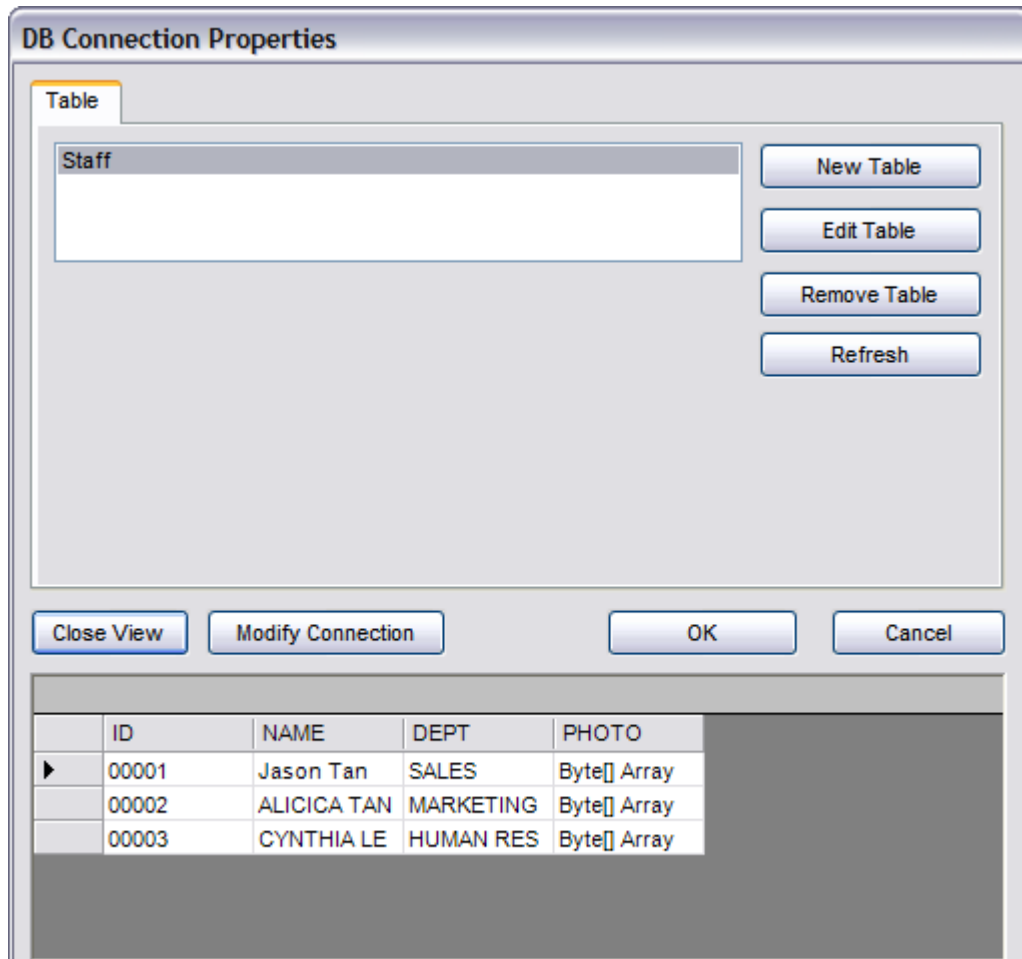 DB Connection Properties
Table
Staff
New Table
Edit Table
Remove Table
Refresh
Close View Modify Connection OK Cancel
ID NAME DEPT PHOTO
00001 Jason Tan SALES Byte[] Array
00002 ALICICA TAN MARKETING Byte[] Array
00003 CYNTHIA LE HUMAN RES Byte[] Array